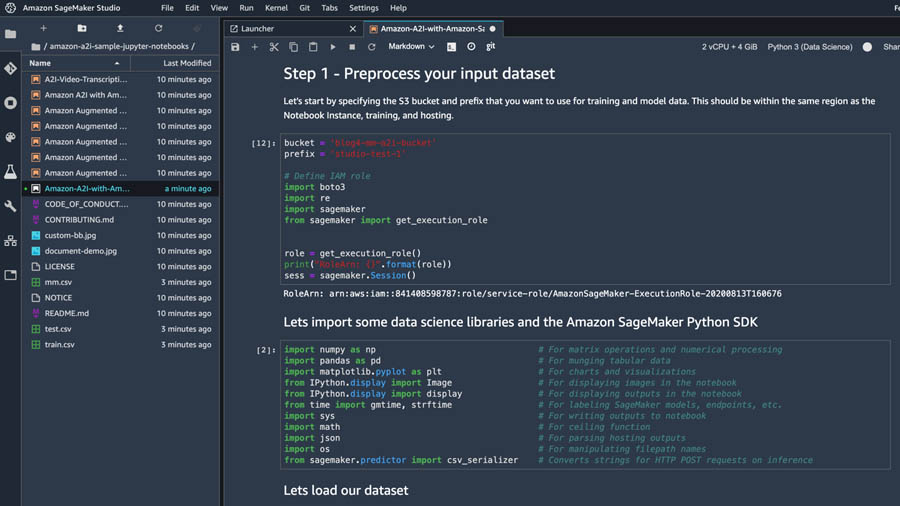 Amazon SageMaker Studio File Edit View Run Kernel Git Tabs Settings Help
Launcher Amazon-A2I-with-Amazon-Sa
/ amazon-a2i-sample-jupyter-notebooks /
Markdown git 2 vCPU + 4 GiB Python 3 (Data Science) Shar
Name Last Modified
A2I-Video-Transcripti... 10 minutes ago
Amazon A2I with Am... 10 minutes ago
Amazon Augmented ... 10 minutes ago
Amazon Augmented ... 10 minutes ago
Amazon Augmented ... 10 minutes ago
Amazon Augmented ... 10 minutes ago
Amazon Augmented ... 10 minutes ago
Amazon-A2I-with-Am... a minute ago
CODE_OF_CONDUCT.... 10 minutes ago
CONTRIBUTING.md 10 minutes ago
custom-bb.jpg 10 minutes ago
document-demo.jpg 10 minutes ago
LICENSE 10 minutes ago
mm.csv 3 minutes ago
NOTICE 10 minutes ago
README.md 10 minutes ago
test.csv 3 minutes ago
train.csv 3 minutes ago
Step 1 - Preprocess your input dataset
Let's start by specifying the S3 bucket and prefix that you want to use for training and model data. This should be within the same region as the
Notebook Instance, training, and hosting.
[12]: bucket = 'blog4-mm-a2i-bucket'
prefix = 'studio-test-1'
# Define IAM role
import boto3
import re
import sagemaker
from sagemaker import get_execution_role
role = get_execution_role()
print("RoleArn: {}".format(role))
sess = sagemaker.Session()
RoleArn: arn:aws:iam::841408598787:role/service-role/AmazonSageMaker-ExecutionRole-20200813T160676
Lets import some data science libraries and the Amazon SageMaker Python SDK
[2]: import numpy as np # For matrix operations and numerical processing
import pandas as pd # For munging tabular data
import matplotlib.pyplot as plt # For charts and visualizations
from IPython.display import Image # For displaying images in the notebook
from IPython.display import display # For displaying outputs in the notebook
from time import gmtime, strftime # For labeling SageMaker models, endpoints, etc.
import sys # For writing outputs to notebook
import math # For ceiling function
import json # For parsing hosting outputs
import os # For manipulating filepath names
from sagemaker.predictor import csv_serializer # Converts strings for HTTP POST requests on inference
Lets load our dataset